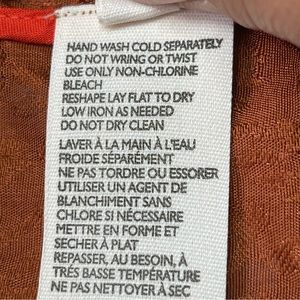 HAND WASH COLD SEPARATELY
DO NOT WRING OR TWIST
USE ONLY NON-CHLORINE
BLEACH
RESHAPE LAY FLAT TO DRY
LOW IRON AS NEEDED
DO NOT DRY CLEAN
LAVER À LA MAIN À L'EAU
FROIDE SÉPARÉMENT
NE PAS TORDRE OU ESSORER
UTILISER UN AGENT DE
BLANCHIMENT SANS
CHLORE SI NÉCESSAIRE
METTRE EN FORME ET
SECHER À PLAT
REPASSER, AU BESOIN, À
TRÉS BASSE TEMPÉRATURE
NE PAS NETTOYER À SEC